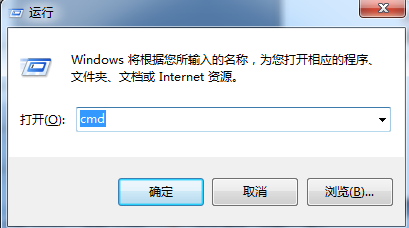 运行
Windows 将根据您所输入的名称，为您打开相应的程序、
文件夹、文档或 Internet 资源。
打开(O): cmd
确定 取消 浏览(B)...